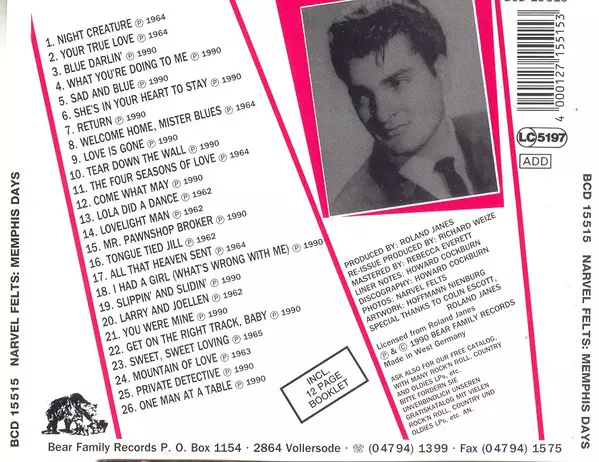 BCD 15515
1. NIGHT CREATURE ℗ 1964
2. YOUR TRUE LOVE ℗ 1964
3. BLUE DARLIN' ℗ 1990
4. WHAT YOU'RE DOING TO ME ℗ 1990
5. SAD AND BLUE ℗ 1990
6. SHE'S IN YOUR HEART TO STAY ℗ 1990
7. RETURN ℗ 1990
8. WELCOME HOME, MISTER BLUES ℗ 1964
9. LOVE IS GONE ℗ 1990
10. TEAR DOWN THE WALL ℗ 1990
11. THE FOUR SEASONS OF LOVE ℗ 1964
12. COME WHAT MAY ℗ 1990
13. LOLA DID A DANCE ℗ 1962
14. LOVELIGHT MAN ℗ 1990
15. MR. PAWNSHOP BROKER ℗ 1990
16. TONGUE TIED JILL ℗ 1962
17. ALL THAT HEAVEN SENT ℗ 1964
18. I HAD A GIRL (WHAT'S WRONG WITH ME) ℗ 1990
19. SLIPPIN' AND SLIDIN' ℗ 1990
20. LARRY AND JOELLEN ℗ 1962
21. YOU WERE MINE ℗ 1990
22. GET ON THE RIGHT TRACK, BABY ℗ 1990
23. SWEET, SWEET LOVING ℗ 1965
24. MOUNTAIN OF LOVE ℗ 1963
25. PRIVATE DETECTIVE ℗ 1990
26. ONE MAN AT A TABLE ℗ 1990
4 000127 155153
LC 5197
ADD
PRODUCED BY: ROLAND JANES
RE-ISSUE PRODUCED BY: RICHARD WEIZE
MASTERED BY: REBECCA EVERETT
LINER NOTES: HOWARD COCKBURN
DISCOGRAPHY: HOWARD COCKBURN
PHOTOS: NARVEL FELTS
ARTWORK: HOFFMANN NIENBURG
SPECIAL THANKS TO COLIN ESCOTT,
ROLAND JANES
Licensed from Roland Janes
℗ & © 1990 BEAR FAMILY RECORDS
Made in West Germany
ASK ALSO FOR OUR FREE CATALOG,
WITH MANY ROCK'N ROLL, COUNTRY
AND OLDIES LPs, etc.
BITTE FORDERN SIE
UNVERBINDLICH UNSEREN
GRATISKATALOG MIT VIELEN
ROCK'N ROLL, COUNTRY UND
OLDIES LPs, etc. AN.
INCL.
12 PAGE
BOOKLET
Bear Family Records P. O. Box 1154 · 2864 Vollersode · ☏ (04794) 1399 · Fax (04794) 1575
BCD 15515 NARVEL FELTS: MEMPHIS DAYS
BCD 15515 NARVEL FELTS: MEMPHIS DAYS